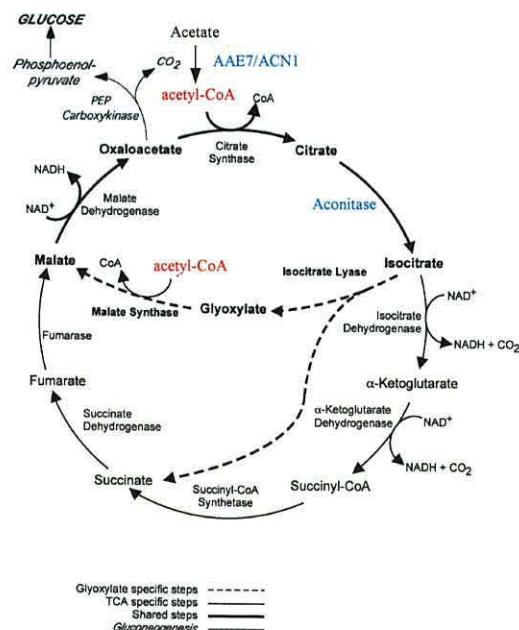 GLUCOSE
Acetate
CO2
AAE7/ACN1
Phosphoenol-
pyruvate
acetyl-CoA
CoA
PEP
Carboxykinase
Oxaloacetate
Citrate
Synthase
Citrate
NADH
NAD+
Malate
Dehydrogenase
Aconitase
Malate
CoA
acetyl-CoA
Isocitrate Lyase
Isocitrate
Malate Synthase
Glyoxylate
NAD+
Isocitrate
Dehydrogenase
NADH + CO2
Fumarase
Fumarate
α-Ketoglutarate
Succinate
Dehydrogenase
α-Ketoglutarate
Dehydrogenase
NAD+
NADH + CO2
Succinate
Succinyl-CoA
Synthetase
Succinyl-CoA
Glyoxylate specific steps
TCA specific steps
Shared steps
Gluconeogenesis